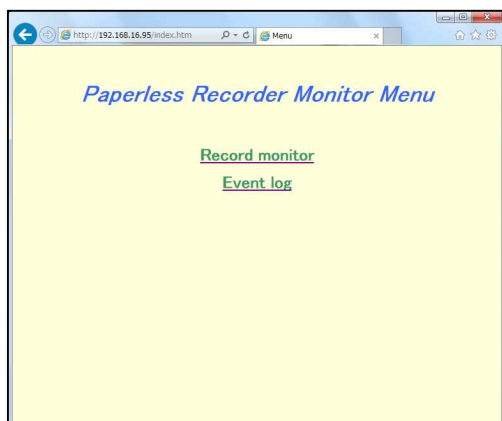 http://192.168.16.95/index.htm
Menu
Paperless Recorder Monitor Menu
Record monitor
Event log